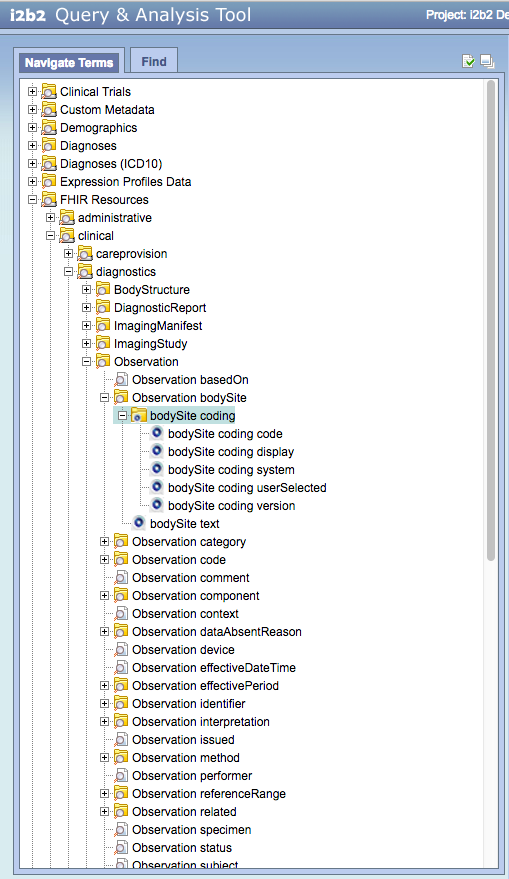 i2b2 Query & Analysis Tool
Project: i2b2 De
Navigate Terms
Find
Clinical Trials
Custom Metadata
Demographics
Diagnoses
Diagnoses (ICD10)
Expression Profiles Data
FHIR Resources
administrative
clinical
careprovision
diagnostics
BodyStructure
DiagnosticReport
ImagingManifest
ImagingStudy
Observation
Observation basedOn
Observation bodySite
bodySite coding
bodySite coding code
bodySite coding display
bodySite coding system
bodySite coding userSelected
bodySite coding version
bodySite text
Observation category
Observation code
Observation comment
Observation component
Observation context
Observation dataAbsentReason
Observation device
Observation effectiveDateTime
Observation effectivePeriod
Observation identifier
Observation interpretation
Observation issued
Observation method
Observation performer
Observation referenceRange
Observation related
Observation specimen
Observation status
Observation subject